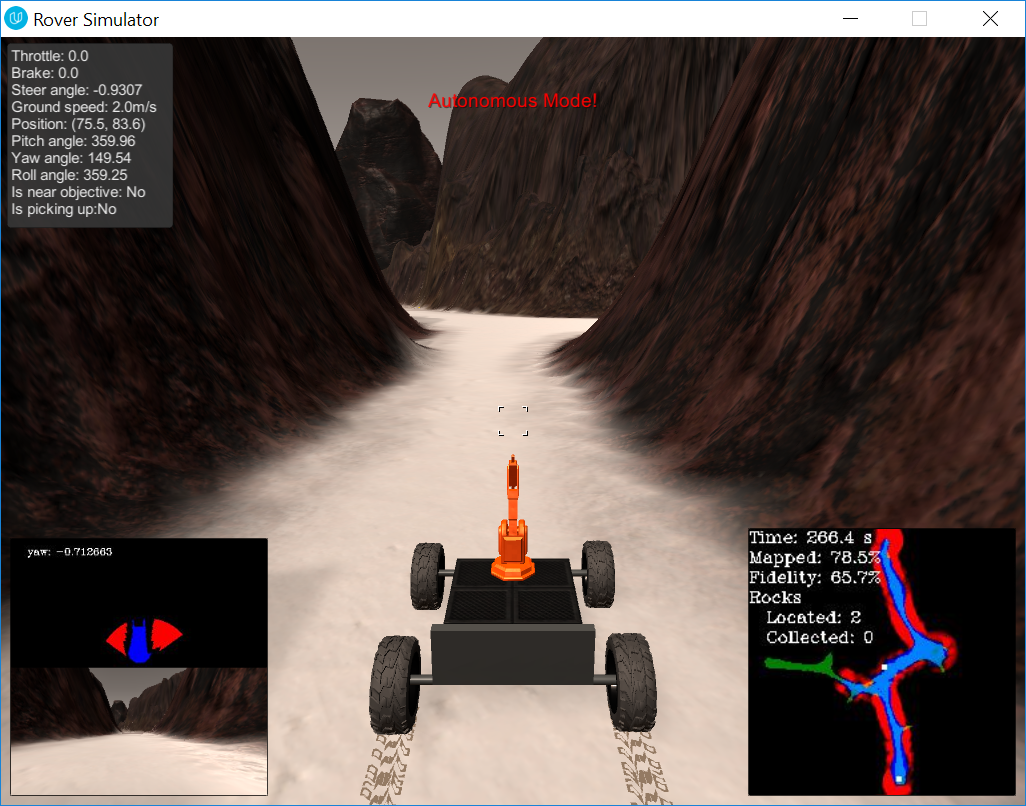 Rover Simulator
Throttle: 0.0
Brake: 0.0
Steer angle: -0.9307
Ground speed: 2.0m/s
Position: (75.5, 83.6)
Pitch angle: 359.96
Yaw angle: 149.54
Roll angle: 359.25
Is near objective: No
Is picking up:No
Autonomous Mode!
yaw: -0.712663
Time: 266.4 s
Mapped: 78.5%
Fidelity: 65.7%
Rocks
Located: 2
Collected: 0